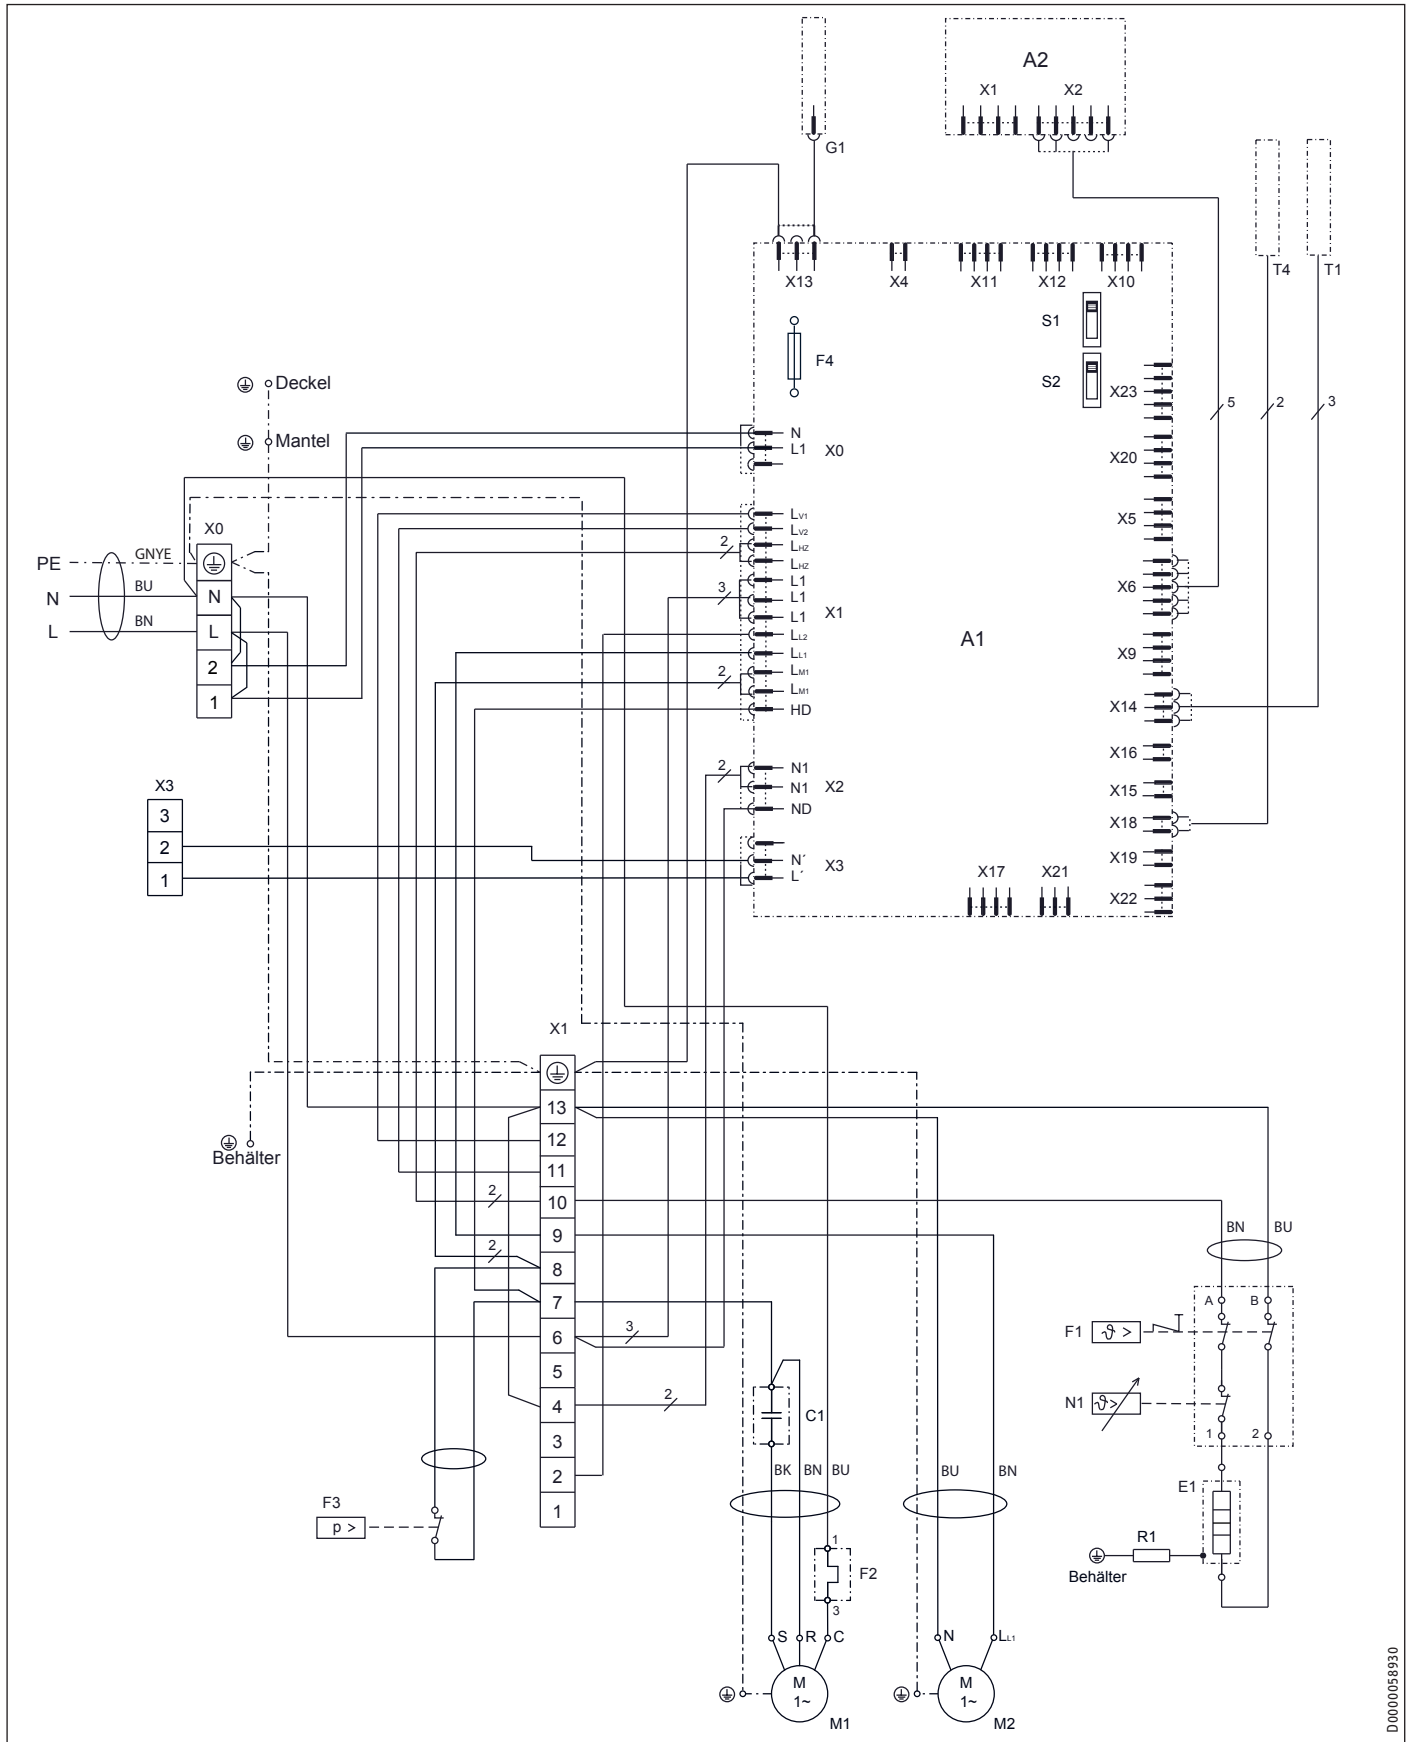 A2
X1 X2
G1
T4 T1
X13 X4 X11 X12 X10
S1
F4
S2
X23
5 2 3
Deckel
Mantel
N
L1 X0
X20
X0
LV1
LV2
LHZ
LHZ
2
L1
L1
L1
3
X1
LL2
LL1
LM1
LM1
2
HD
X5
X6
A1
X9
X14
X16
X15
X18
X19
X22
PE GNYE
N BU N
L BN L
2
1
N1
N1 X2
ND
2
X3
3
2
1
N´
L´ X3
X17 X21
X1
13
12
11
2 10
9
2 8
7
6 3
5
4 2
3
2
1
Behälter
BN BU
A B
F1 ϑ >
N1 ϑ>
1 2
C1
BK BN BU
BU BN
E1
F3
p >
R1
Behälter
1
F2
3
S R C
N LL1
M
1~
M1
M
1~
M2
D0000058930